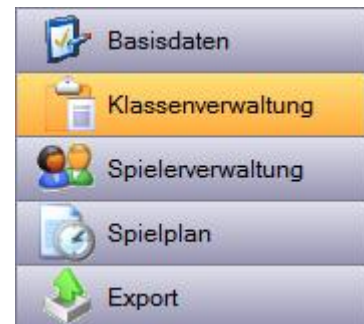 Basisdaten
Klassenverwaltung
Spielerverwaltung
Spielplan
Export